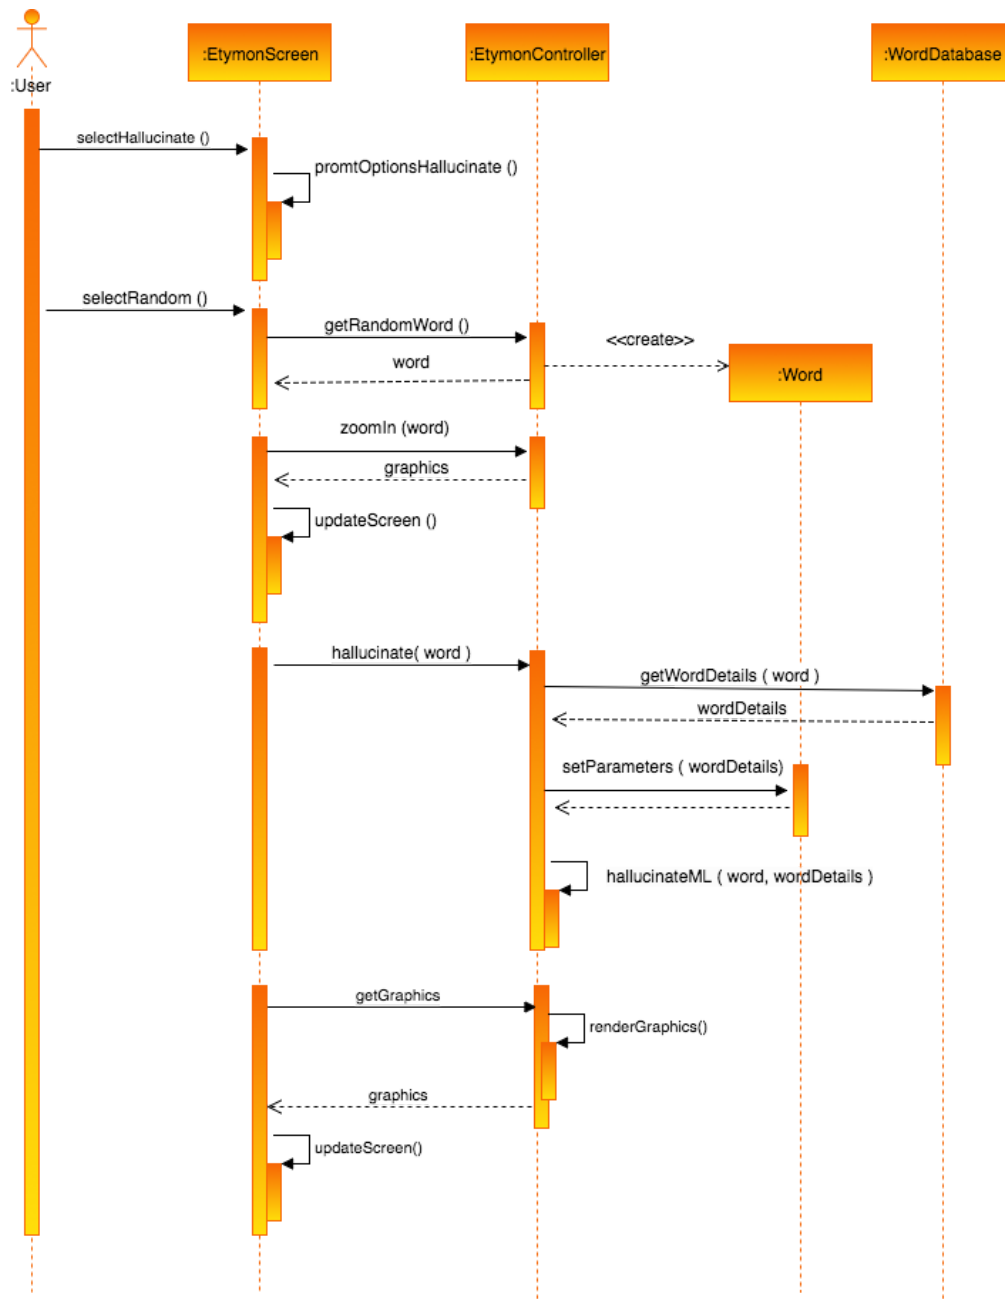 :EtymonScreen
:EtymonController
:WordDatabase
:User
selectHallucinate ()
promtOptionsHallucinate ()
selectRandom ()
getRandomWord ()
<<create>>
word
:Word
zoomIn (word)
graphics
updateScreen ()
hallucinate( word )
getWordDetails ( word )
wordDetails
setParameters ( wordDetails)
hallucinateML ( word, wordDetails )
getGraphics
renderGraphics()
graphics
updateScreen()